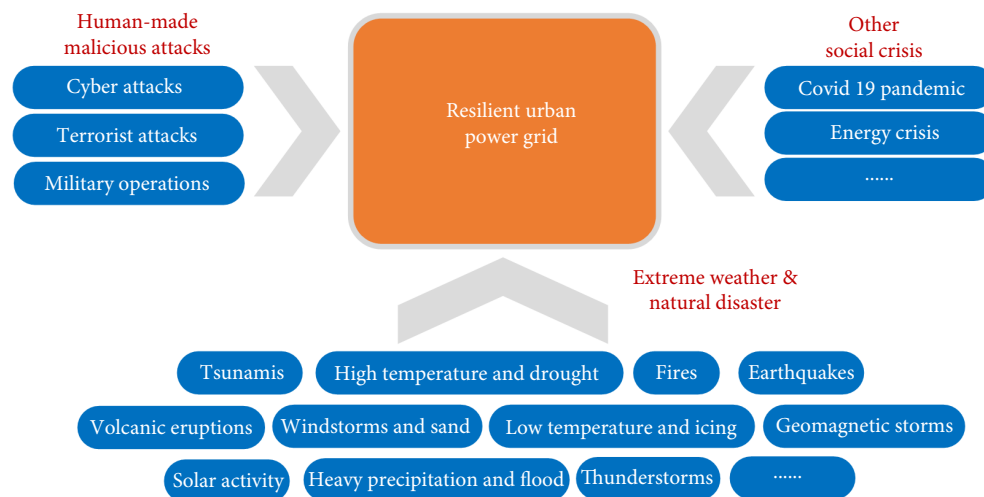 Human-made
malicious attacks
Cyber attacks
Terrorist attacks
Military operations
Resilient urban
power grid
Other
social crisis
Covid 19 pandemic
Energy crisis
......
Extreme weather &
natural disaster
Tsunamis
High temperature and drought
Fires
Earthquakes
Volcanic eruptions
Windstorms and sand
Low temperature and icing
Geomagnetic storms
Solar activity
Heavy precipitation and flood
Thunderstorms
......